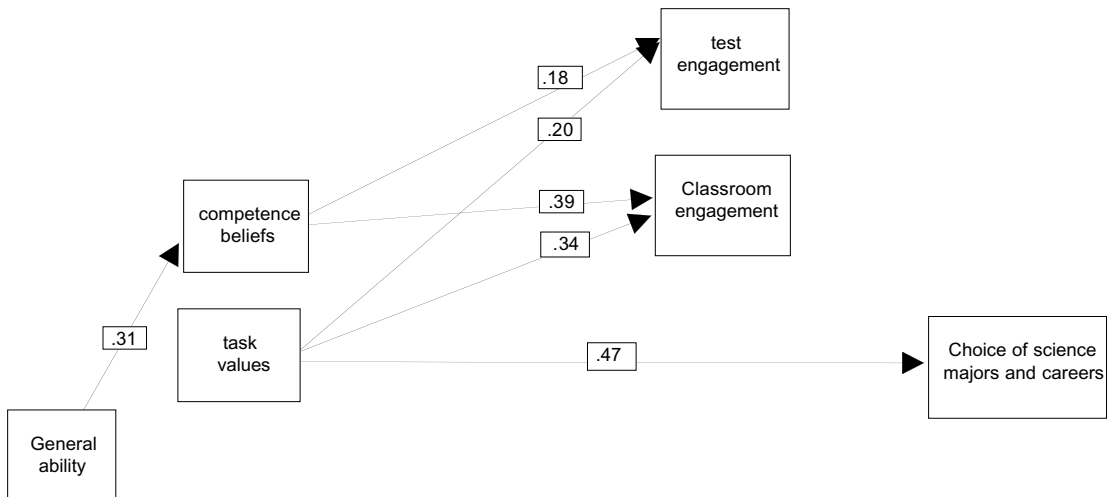 test
engagement
.18
.20
Classroom
engagement
competence
beliefs
.39
.34
.31
task
values
.47
Choice of science
majors and careers
General
ability